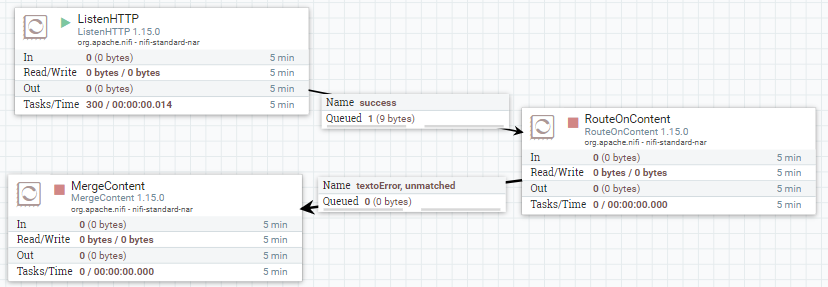 ListenHTTP
ListenHTTP 1.15.0
org.apache.nifi - nifi-standard-nar
In 0 (0 bytes) 5 min
Read/Write 0 bytes / 0 bytes 5 min
Out 0 (0 bytes) 5 min
Tasks/Time 300 / 00:00:00.014 5 min
Name success
Queued 1 (9 bytes)
RouteOnContent
RouteOnContent 1.15.0
org.apache.nifi - nifi-standard-nar
In 0 (0 bytes) 5 min
Read/Write 0 bytes / 0 bytes 5 min
Out 0 (0 bytes) 5 min
Tasks/Time 0 / 00:00:00.000 5 min
Name textoError, unmatched
Queued 0 (0 bytes)
MergeContent
MergeContent 1.15.0
org.apache.nifi - nifi-standard-nar
In 0 (0 bytes) 5 min
Read/Write 0 bytes / 0 bytes 5 min
Out 0 (0 bytes) 5 min
Tasks/Time 0 / 00:00:00.000 5 min